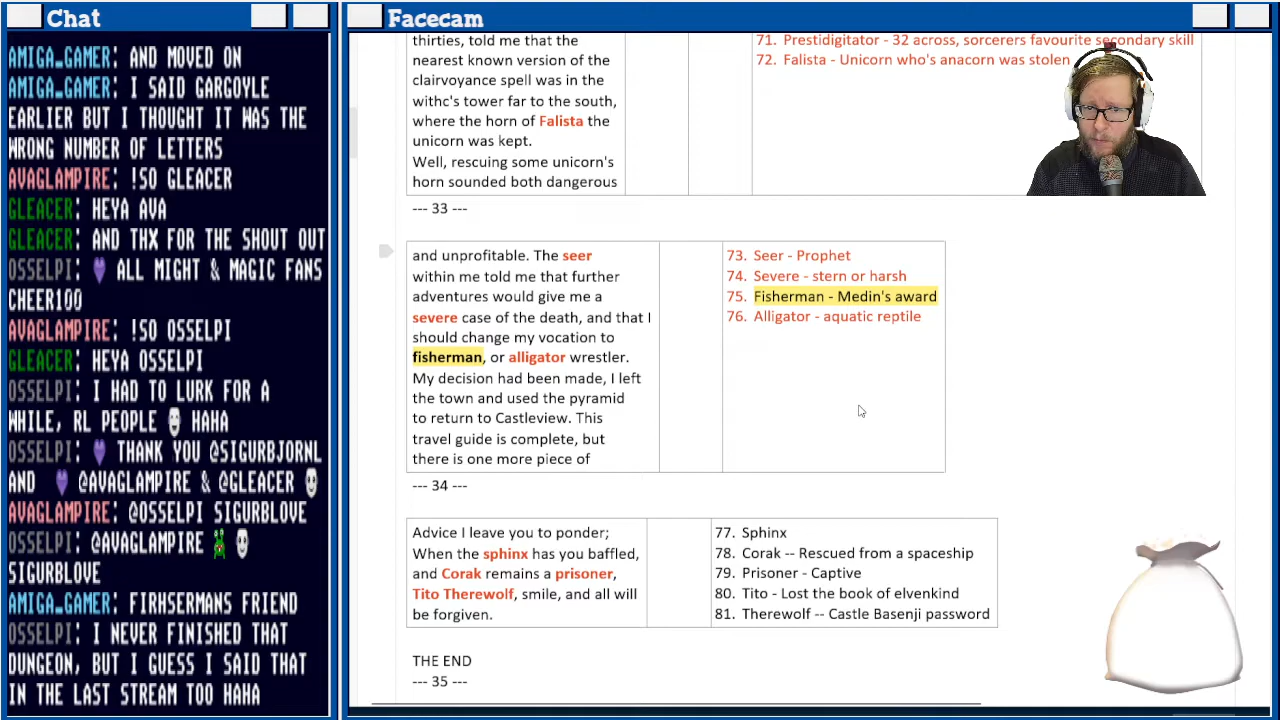 Chat
AMIGA_GAMER: AND MOVED ON
AMIGA_GAMER: I SAID GARGOYLE
EARLIER BUT I THOUGHT IT WAS THE
WRONG NUMBER OF LETTERS
AVAGLAMPIRE: !SO GLEACER
GLEACER: HEYA AVA
GLEACER: AND THX FOR THE SHOUT OUT
OSSELPI: ALL MIGHT & MAGIC FANS
CHEER100
AVAGLAMPIRE: !SO OSSELPI
GLEACER: HEYA OSSELPI
OSSELPI: I HAD TO LURK FOR A
WHILE, RL PEOPLE HAHA
OSSELPI: THANK YOU @SIGURBJORNL
AND @AVAGLAMPIRE & @GLEACER
AVAGLAMPIRE: @OSSELPI SIGURBLOVE
OSSELPI: @AVAGLAMPIRE
SIGURBLOVE
AMIGA_GAMER: FIRHSERMANS FRIEND
OSSELPI: I NEVER FINISHED THAT
DUNGEON, BUT I GUESS I SAID THAT
IN THE LAST STREAM TOO HAHA
Facecam
thirties, told me that the
nearest known version of the
clairvoyance spell was in the
withc's tower far to the south,
where the horn of Falista the
unicorn was kept.
Well, rescuing some unicorn's
horn sounded both dangerous
71. Prestidigitator - 32 across, sorcerers favourite secondary skill
72. Falista - Unicorn who's anacorn was stolen
--- 33 ---
and unprofitable. The seer
within me told me that further
adventures would give me a
severe case of the death, and that I
should change my vocation to
fisherman, or alligator wrestler.
My decision had been made, I left
the town and used the pyramid
to return to Castleview. This
travel guide is complete, but
there is one more piece of
73. Seer - Prophet
74. Severe - stern or harsh
75. Fisherman - Medin's award
76. Alligator - aquatic reptile
--- 34 ---
Advice I leave you to ponder;
When the sphinx has you baffled,
and Corak remains a prisoner,
Tito Therewolf, smile, and all will
be forgiven.
77. Sphinx
78. Corak -- Rescued from a spaceship
79. Prisoner - Captive
80. Tito - Lost the book of elvenkind
81. Therewolf -- Castle Basenji password
THE END
--- 35 ---